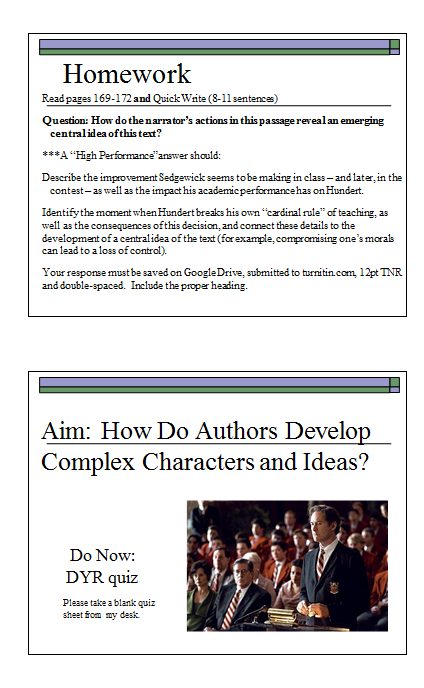 Homework
Read pages 169-172 and Quick Write (8-11 sentences)
Question: How do the narrator's actions in this passage reveal an emerging
central idea of this text?
***A "High Performance" answer should:
Describe the improvement Sedgewick seems to be making in class – and later, in the
contest – as well as the impact his academic performance has on Hundert.
Identify the moment when Hundert breaks his own "cardinal rule" of teaching, as
well as the consequences of this decision, and connect these details to the
development of a central idea of the text (for example, compromising one's morals
can lead to a loss of control).
Your response must be saved on Google Drive, submitted to turnitin.com, 12pt TNR
and double-spaced. Include the proper heading.
Aim: How Do Authors Develop
Complex Characters and Ideas?
Do Now:
DYR quiz
Please take a blank quiz
sheet from my desk.